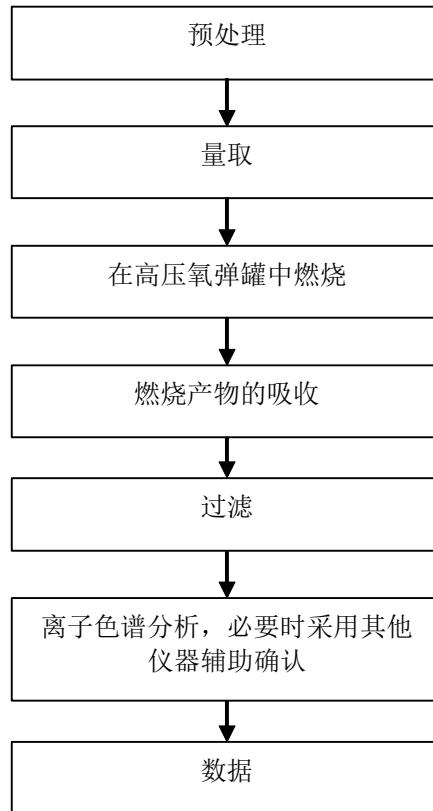 预处理
量取
在高压氧弹罐中燃烧
燃烧产物的吸收
过滤
离子色谱分析，必要时采用其他
仪器辅助确认
数据